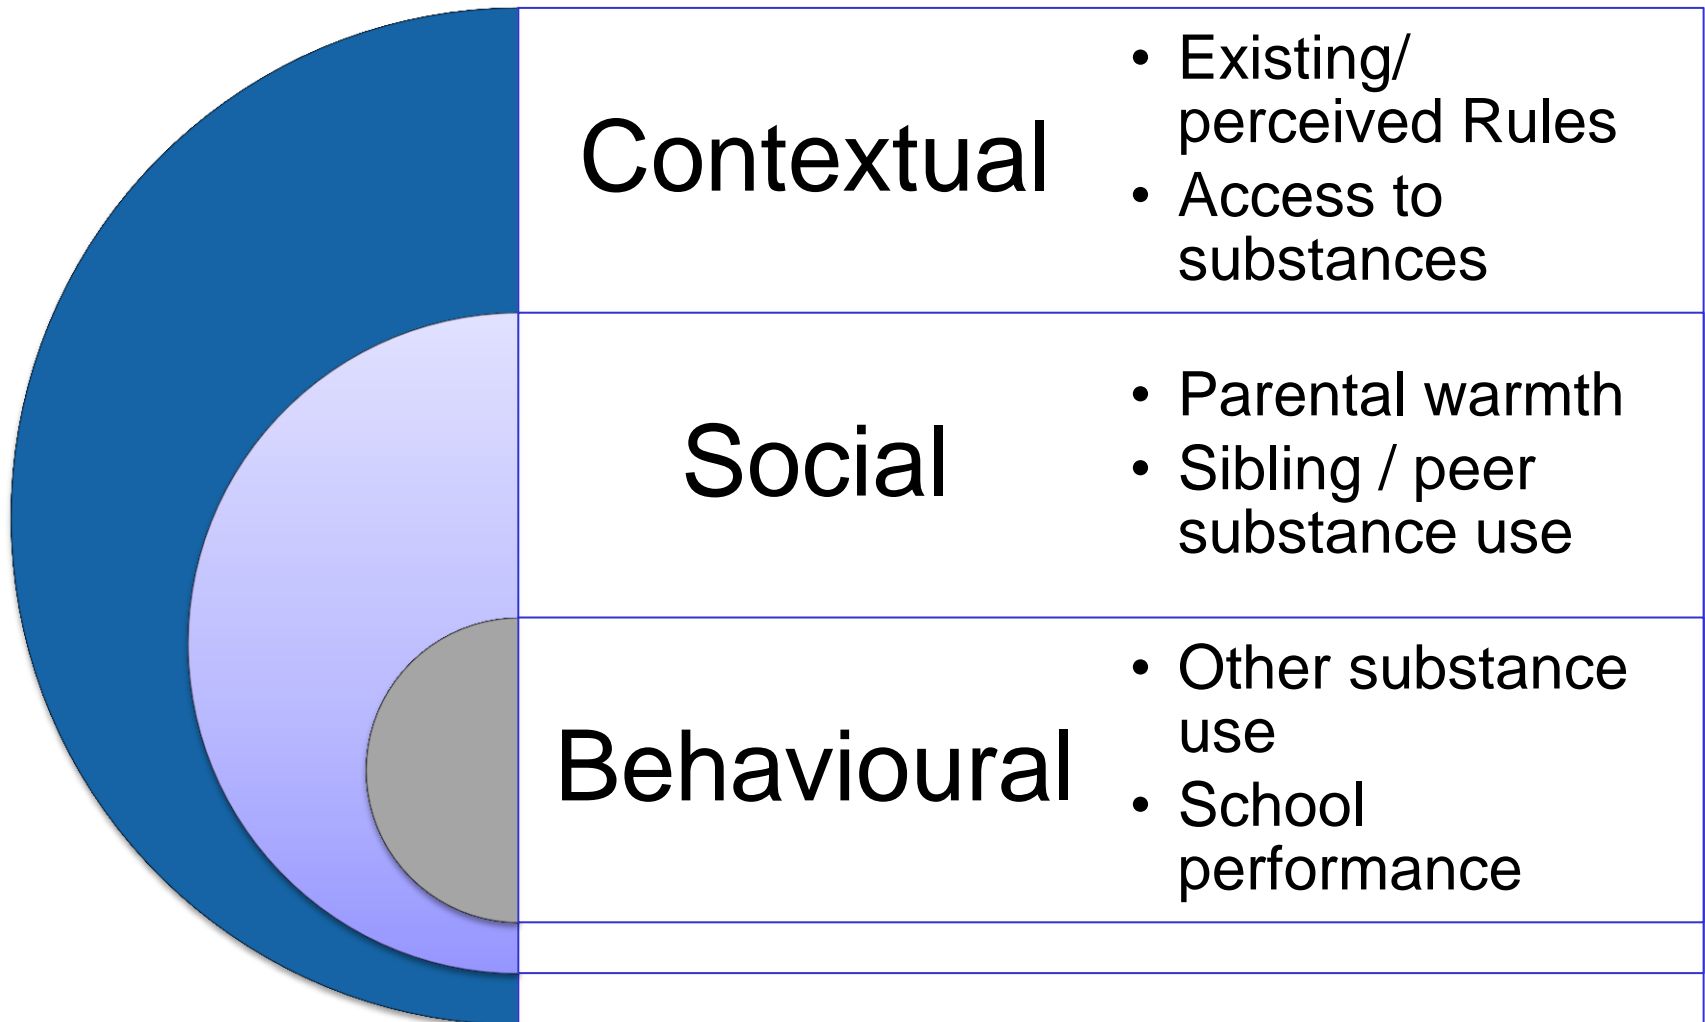 Contextual
• Existing/
perceived Rules
• Access to
substances
Social
• Parental warmth
• Sibling / peer
substance use
Behavioural
• Other substance
use
• School
performance